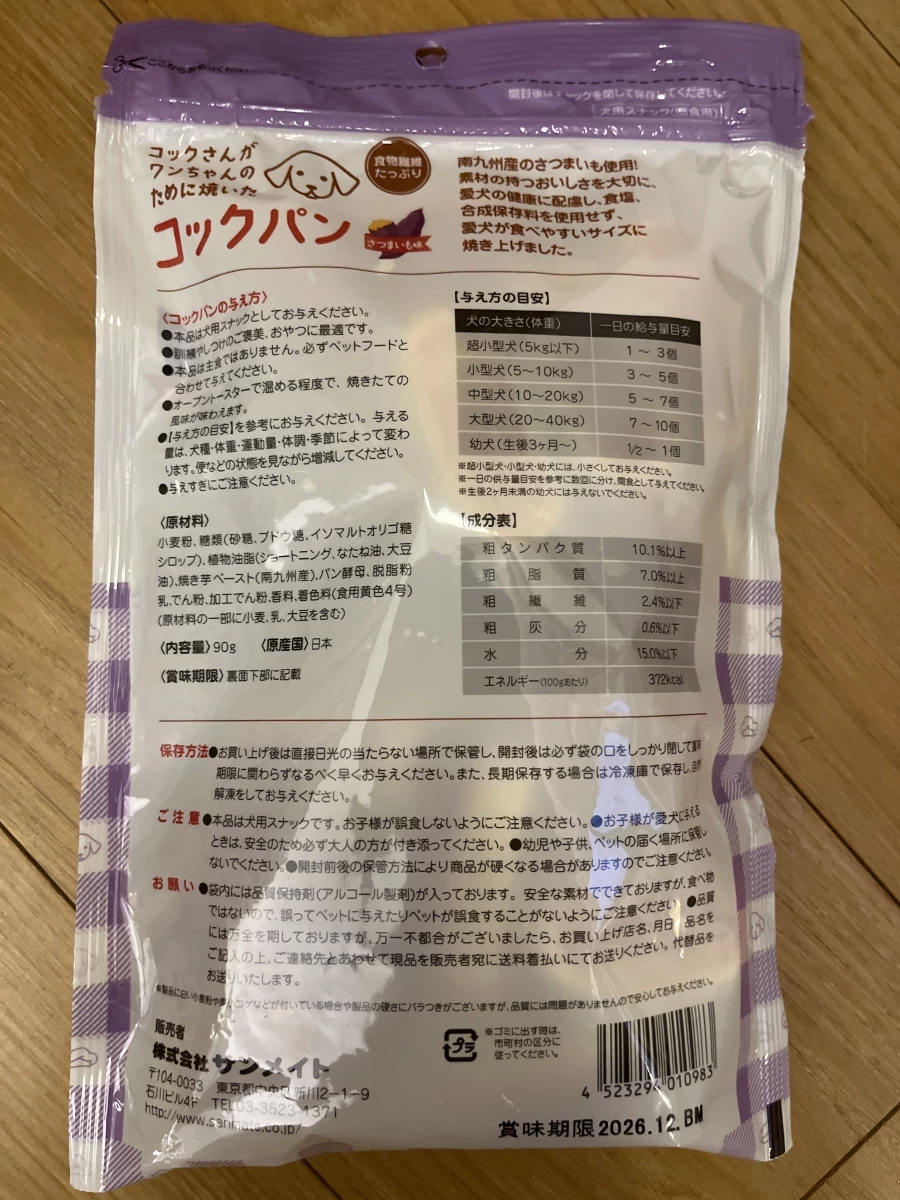 ここからお切りください
開封後はチャックを閉じて保存してください。
犬用スナック(間食用)
コックさんが
ワンちゃんの
ために焼いた
コックパン
食物繊維
たっぷり
さつまいも味
南九州産のさつまいも使用!
素材の持つおいしさを大切に、
愛犬の健康に配慮し、食塩、
合成保存料を使用せず、
愛犬が食べやすいサイズに
焼き上げました。
〈コックパンの与え方〉
●本品は犬用スナックとしてお与えください。
●訓練やしつけのご褒美、おやつに最適です。
●本品は主食ではありません。必ずペットフードと
合わせて与えてください。
●オーブントースターで温める程度で、焼きたての
風味が味わえます。
●【与え方の目安】を参考にお与えください。与える
量は、犬種・体重・運動量・体調・季節によって変わ
ります。便などの状態を見ながら増減してください。
●与えすぎにご注意ください。
【与え方の目安】
犬の大きさ(体重) 一日の給与量目安
超小型犬(5kg以下) 1～3個
小型犬(5～10kg) 3～5個
中型犬(10～20kg) 5～7個
大型犬(20～40kg) 7～10個
幼犬(生後3ヶ月～) 1/2～1個
※超小型犬・小型犬・幼犬には、小さくしてお与えください。
※一日の供与量目安を参考に数回に分け、間食として与えてください。
※生後2ヶ月未満の幼犬には与えないでください。
〈原材料〉
小麦粉、糖類(砂糖、ブドウ糖、イソマルトオリゴ糖
シロップ)、植物油脂(ショートニング、なたね油、大豆
油)、焼き芋ペースト(南九州産)、パン酵母、脱脂粉
乳、でん粉、加工でん粉、香料、着色料(食用黄色4号)
(原材料の一部に小麦、乳、大豆を含む)
〈内容量〉90g 〈原産国〉日本
〈賞味期限〉裏面下部に記載
【成分表】
粗タンパク質 10.1%以上
粗脂質 7.0%以上
粗繊維 2.4%以下
粗灰分 0.6%以下
水分 15.0%以下
エネルギー(100gあたり) 372kcal
保存方法●お買い上げ後は直接日光の当たらない場所で保管し、開封後は必ず袋の口をしっかり閉じて賞味
期限に関わらずなるべく早くお与えください。また、長期保存する場合は冷凍庫で保存し、自然
解凍をしてお与えください。
ご注意●本品は犬用スナックです。お子様が誤食しないようにご注意ください。●お子様が愛犬に与える
ときは、安全のため必ず大人の方が付き添ってください。●幼児や子供、ペットの届く場所に保管し
ないでください。●開封前後の保管方法により商品が硬くなる場合がありますのでご注意ください。
お願い●袋内には品質保持剤(アルコール製剤)が入っております。安全な素材でできておりますが、食べ物
ではないので、誤ってペットに与えたりペットが誤食することがないようにご注意ください。●品質
には万全を期しておりますが、万一不都合がございましたら、お買い上げ店名、月日、品名を
ご記入の上、ご連絡先とあわせて現品を販売者宛に送料着払いにてお送りください。代替品を
お送りいたします。
※製品に白い小麦粉や黒いコゲなどが付いている場合や製品の硬さにバラつきがございますが、品質には問題がありませんので安心してお与えください。
販売者
株式会社サンメイト
〒104-0033 東京都中央区新川2-1-9
石川ビル4F TEL03-3523-1371
http://www.sanmate.co.jp/
プラ
※ゴミに出す時は、
市町村の区分に
従ってください。
4 523294 010983
賞味期限2026.12.BM